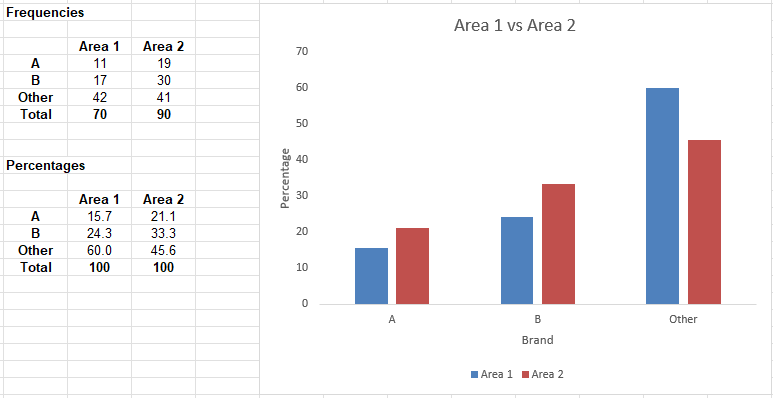 Frequencies
Area 1 Area 2
A 11 19
B 17 30
Other 42 41
Total 70 90
Percentages
Area 1 Area 2
A 15.7 21.1
B 24.3 33.3
Other 60.0 45.6
Total 100 100
Area 1 vs Area 2
Percentage
70
60
50
40
30
20
10
0
A B Other
Brand
Area 1 Area 2